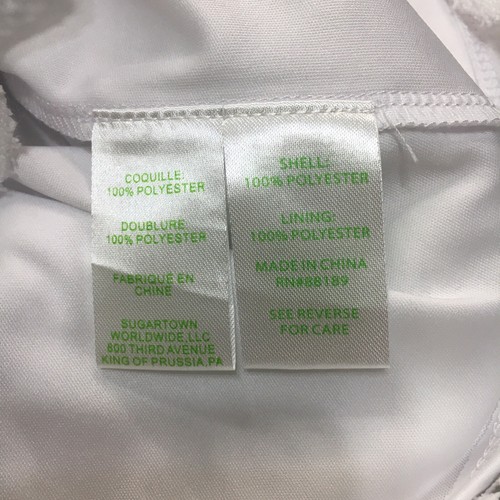 COQUILLE:
100% POLYESTER
DOUBLURE:
100% POLYESTER
FABRIQUÉ EN
CHINE
SUGARTOWN
WORLDWIDE,LLC
800 THIRD AVENUE
KING OF PRUSSIA,PA
SHELL:
100% POLYESTER
LINING:
100% POLYESTER
MADE IN CHINA
RN#88189
SEE REVERSE
FOR CARE